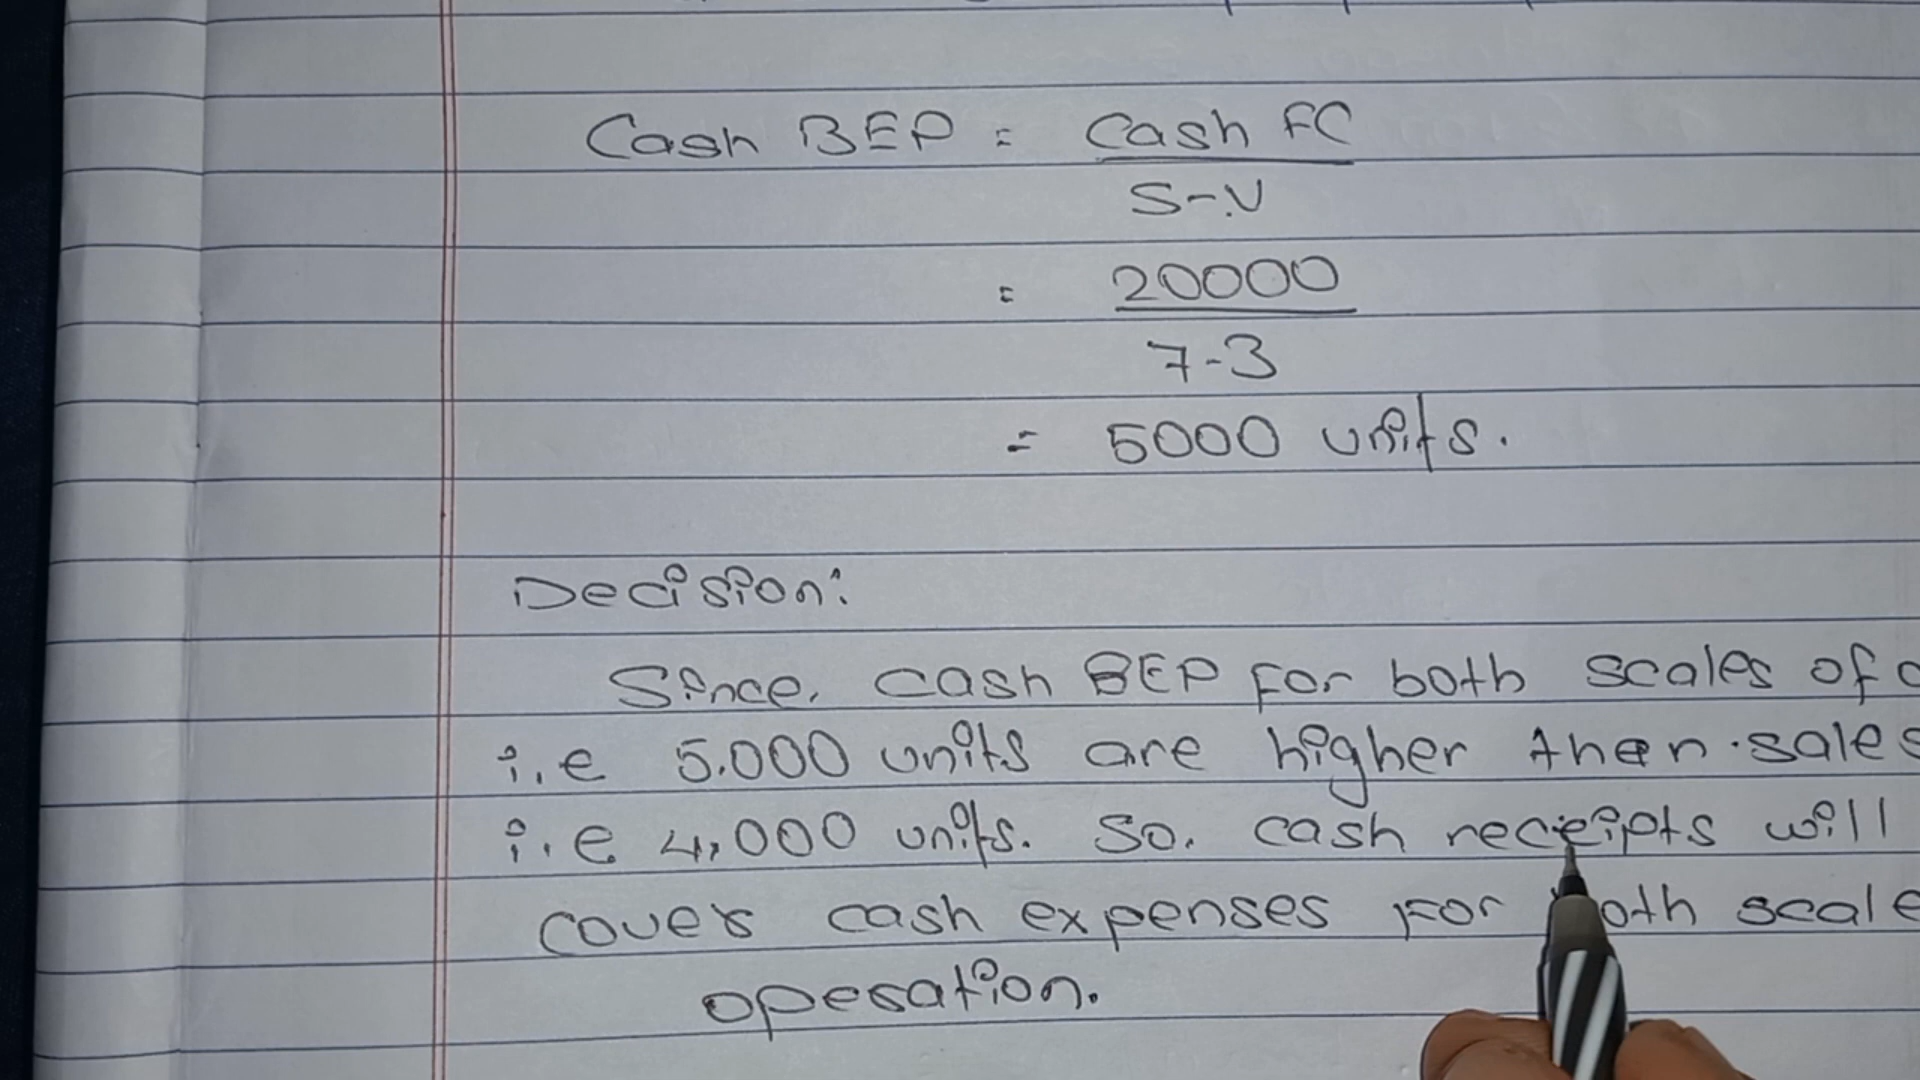 Cash BEP = Cash FC
S-V
= 20000
7-3
= 5000 units.
Decision:
Since, cash BEP for both scales of
i.e 5,000 units are higher then sales
i.e 4,000 units. So, cash receipts will
cover cash expenses for both scale
operation.